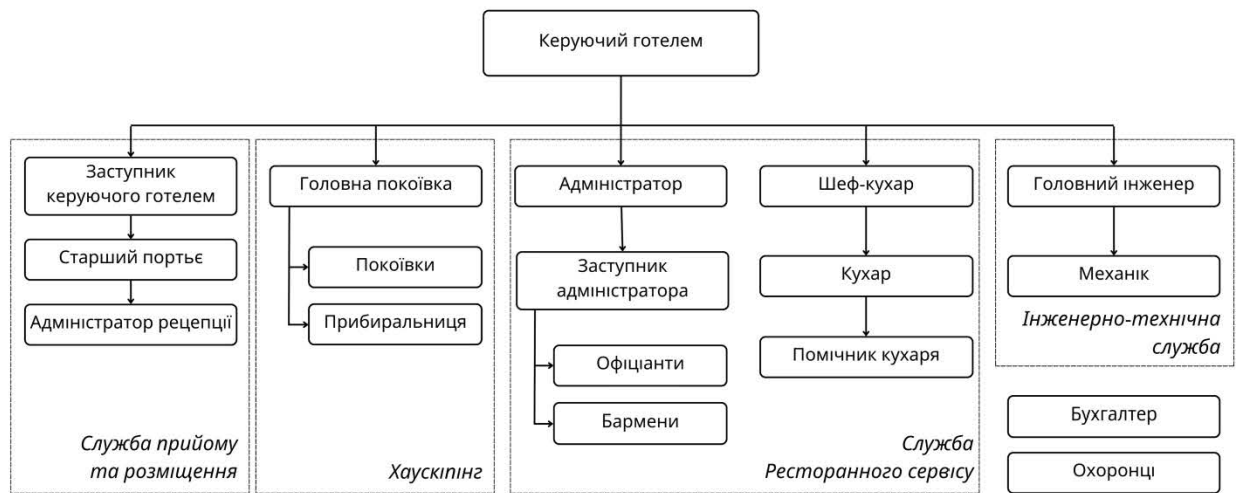 Керуючий готелем
Заступник
керуючого готелем
Старший портьє
Адміністратор рецепції
Служба прийому
та розміщення
Головна покоївка
Покоївки
Прибиральниця
Хаускіпінг
Адміністратор
Заступник
адміністратора
Офіціанти
Бармени
Шеф-кухар
Кухар
Помічник кухаря
Служба
Ресторанного сервісу
Головний інженер
Механік
Інженерно-технічна
служба
Бухгалтер
Охоронці